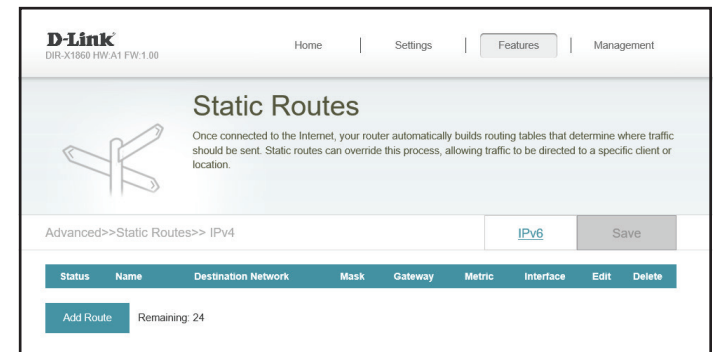 D-Link
DIR-X1860 HW:A1 FW:1.00
Home | Settings | Features | Management
Static Routes
Once connected to the Internet, your router automatically builds routing tables that determine where traffic
should be sent. Static routes can override this process, allowing traffic to be directed to a specific client or
location.
Advanced>>Static Routes>> IPv4
IPv6
Save
Status Name Destination Network Mask Gateway Metric Interface Edit Delete
Add Route
Remaining: 24